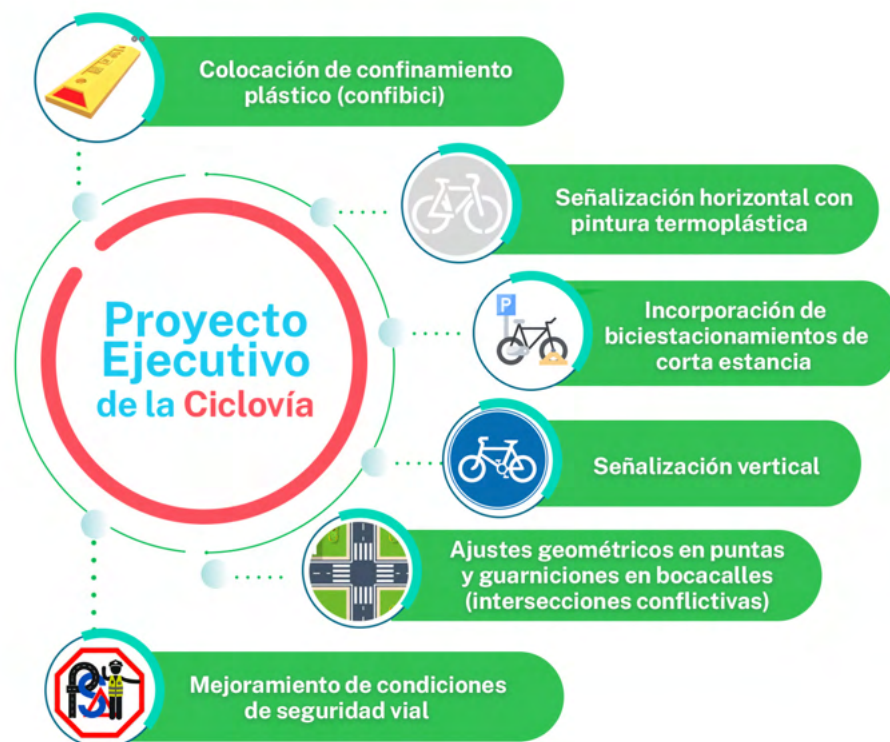 Colocación de confinamiento
plástico (confibici)
Señalización horizontal con
pintura termoplástica
P
Incorporación de
biciestacionamientos de
corta estancia
Proyecto
Ejecutivo
de la Ciclovía
Señalización vertical
Ajustes geométricos en puntas
y guarniciones en bocacalles
(intersecciones conflictivas)
Mejoramiento de condiciones
de seguridad vial